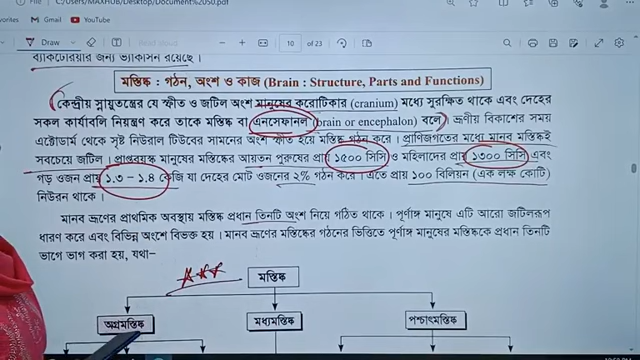 File | C:/Users/MAXHUB/Desktop/Document%2050.pdf
avorites Gmail YouTube
Draw 10 of 23
ব্যাকটেরিয়ার জন্য ভ্যাকসিন রয়েছে।
মস্তিষ্ক : গঠন, অংশ ও কাজ (Brain : Structure, Parts and Functions)
কেন্দ্রীয় স্নায়ুতন্ত্রের যে স্ফীত ও জটিল অংশ মানুষের করোটিকার (cranium) মধ্যে সুরক্ষিত থাকে এবং দেহের
সকল কার্যাবলি নিয়ন্ত্রণ করে তাকে মস্তিষ্ক বা এনসেফালন (brain or encephalon) বলে। ভ্রূণীয় বিকাশের সময়
এক্টোডার্ম থেকে সৃষ্ট নিউরাল টিউবের সামনের অংশ স্ফীত হয়ে মস্তিষ্ক গঠন করে। প্রাণিজগতের মধ্যে মানব মস্তিষ্কই
সবচেয়ে জটিল। প্রাপ্তবয়স্ক মানুষের মস্তিষ্কের আয়তন পুরুষের প্রায় ১৫০০ সিসি ও মহিলাদের প্রায় ১৩০০ সিসি এবং
গড় ওজন প্রায় ১.৩ – ১.৪ কেজি যা দেহের মোট ওজনের ২% গঠন করে। এতে প্রায় ১০০ বিলিয়ন (এক লক্ষ কোটি)
নিউরন থাকে।
মানব ভ্রূণের প্রাথমিক অবস্থায় মস্তিষ্ক প্রধান তিনটি অংশ নিয়ে গঠিত থাকে। পূর্ণাঙ্গ মানুষে এটি আরো জটিলরূপ
ধারণ করে এবং বিভিন্ন অংশে বিভক্ত হয়। মানব ভ্রূণের মস্তিষ্কের গঠনের ভিত্তিতে পূর্ণাঙ্গ মানুষের মস্তিষ্ককে প্রধান তিনটি
ভাগে ভাগ করা হয়, যথা–
মস্তিষ্ক
অগ্রমস্তিষ্ক মধ্যমস্তিষ্ক পশ্চাৎমস্তিষ্ক